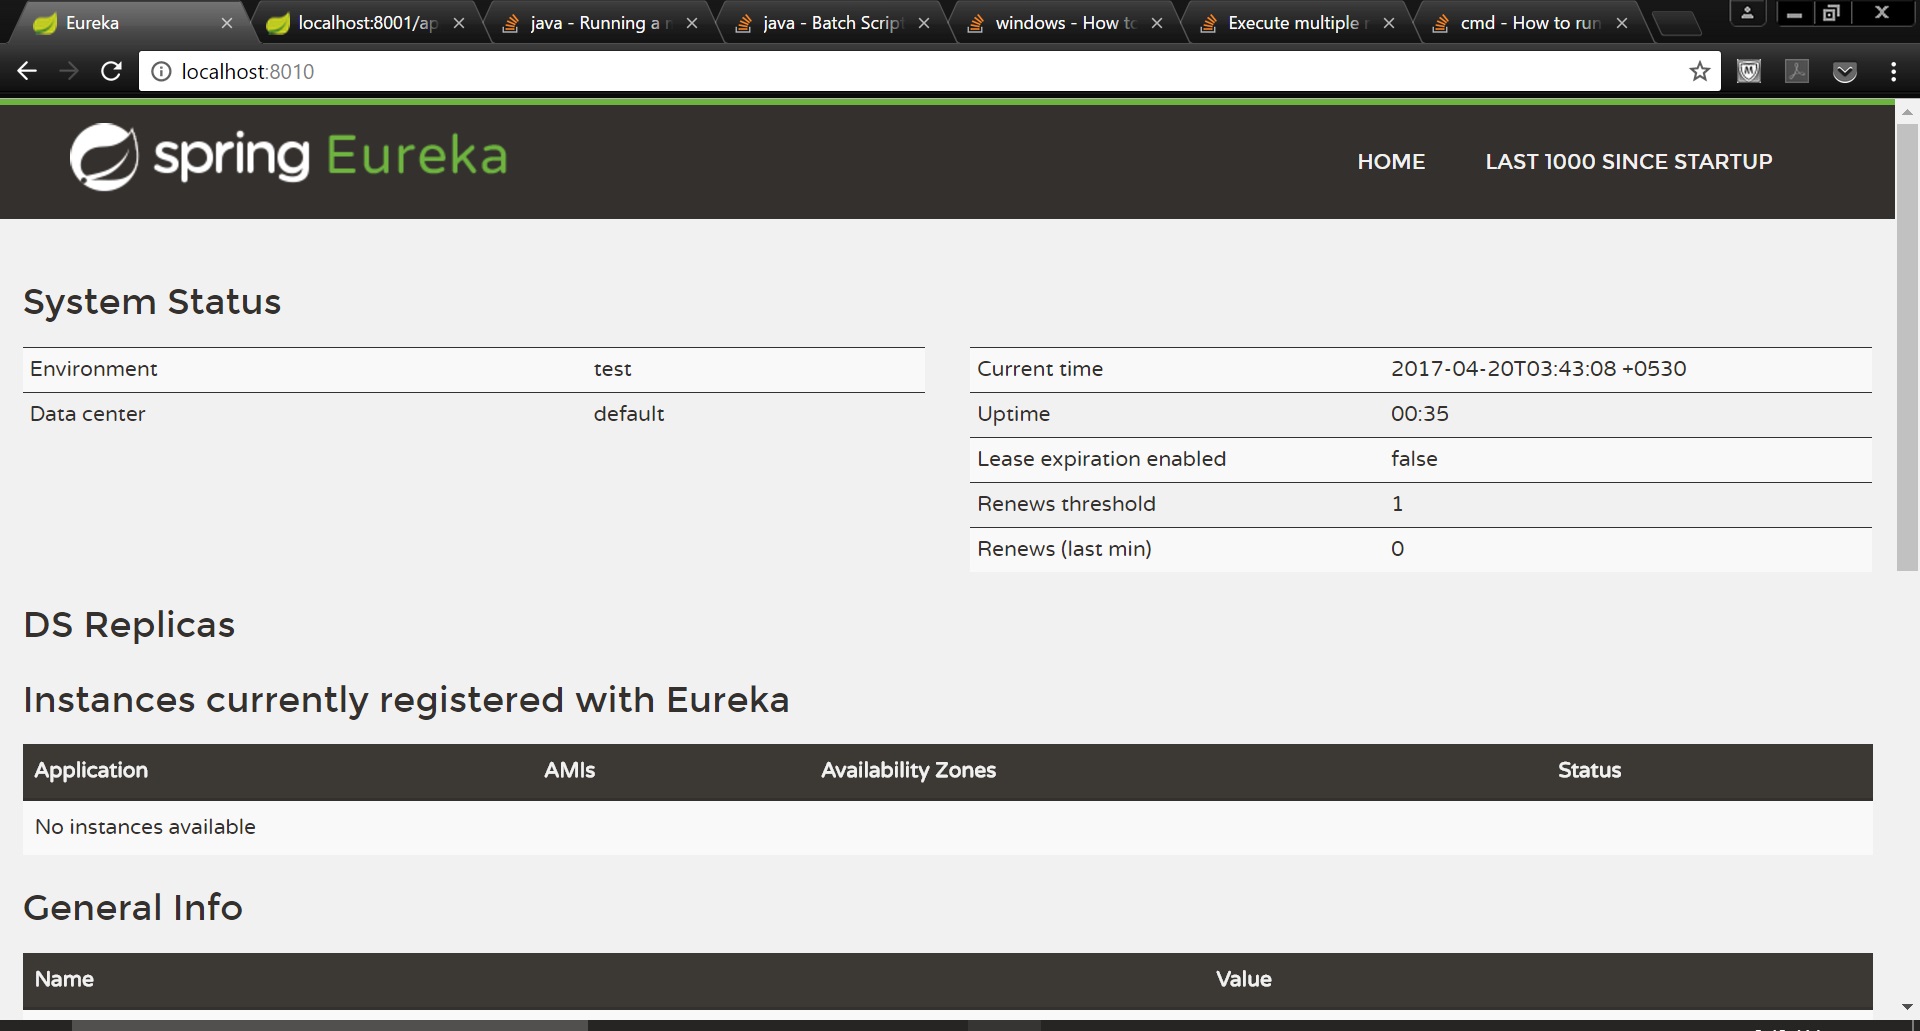 Eureka
localhost:8001/ap
java - Running a
java - Batch Script
windows - How to
Execute multiple
cmd - How to run
localhost:8010
spring Eureka
HOME LAST 1000 SINCE STARTUP
System Status
Environment test
Data center default
Current time 2017-04-20T03:43:08 +0530
Uptime 00:35
Lease expiration enabled false
Renews threshold 1
Renews (last min) 0
DS Replicas
Instances currently registered with Eureka
Application AMIs Availability Zones Status
No instances available
General Info
Name Value